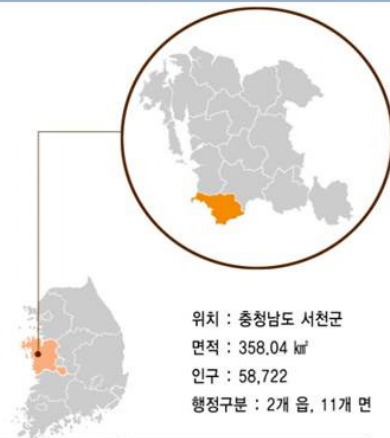 위치 : 충청남도 서천군
면적 : 358.04 ㎢
인구 : 58,722
행정구분 : 2개 읍, 11개 면